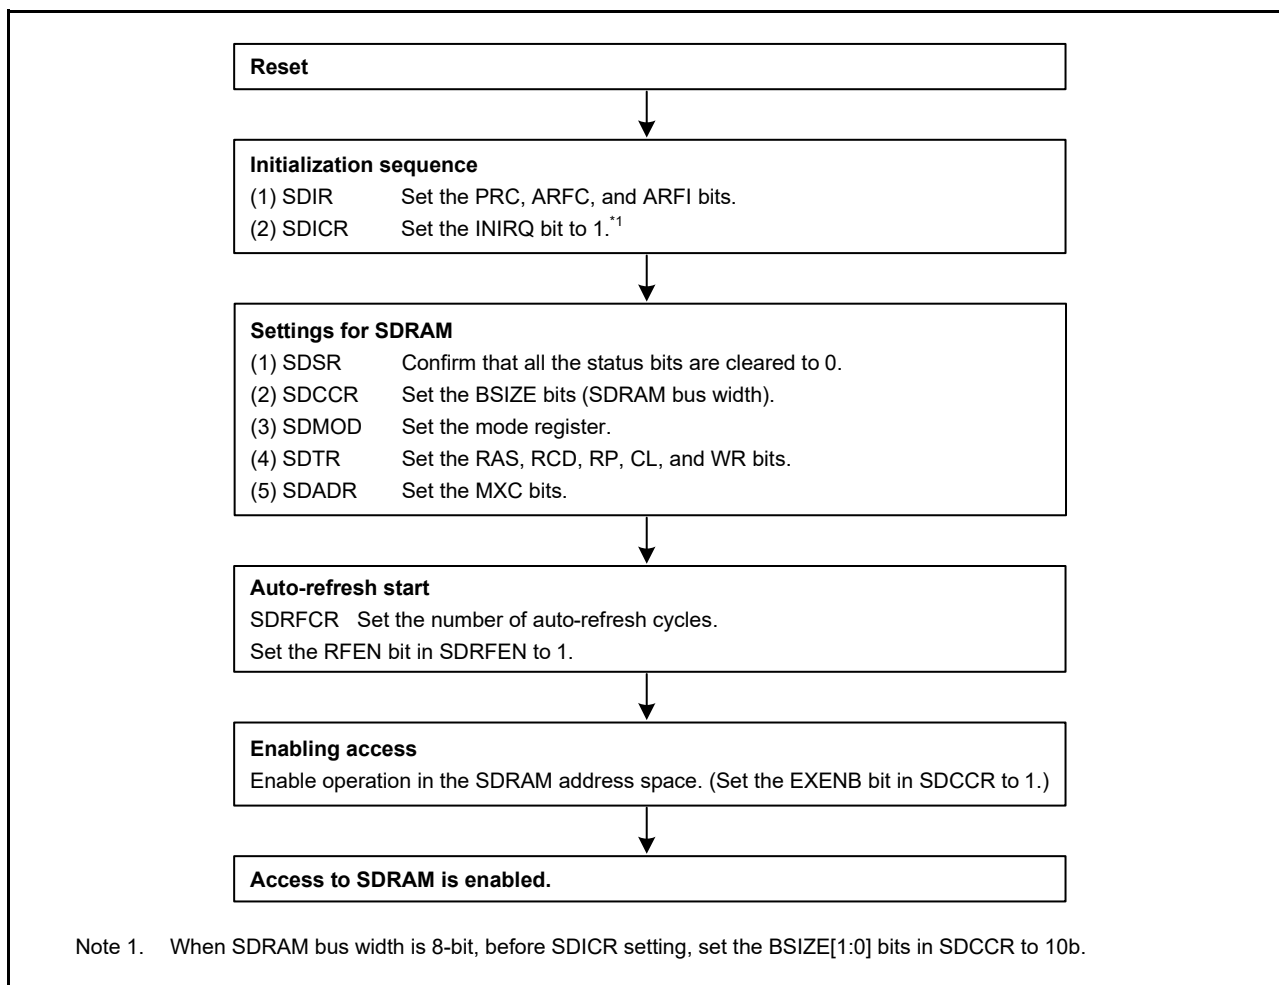 Reset
Initialization sequence
(1) SDIR Set the PRC, ARFC, and ARFI bits.
(2) SDICR Set the INIRQ bit to 1.*1
Settings for SDRAM
(1) SDSR Confirm that all the status bits are cleared to 0.
(2) SDCCR Set the BSIZE bits (SDRAM bus width).
(3) SDMOD Set the mode register.
(4) SDTR Set the RAS, RCD, RP, CL, and WR bits.
(5) SDADR Set the MXC bits.
Auto-refresh start
SDRFCR Set the number of auto-refresh cycles.
Set the RFEN bit in SDRFEN to 1.
Enabling access
Enable operation in the SDRAM address space. (Set the EXENB bit in SDCCR to 1.)
Access to SDRAM is enabled.
Note 1. When SDRAM bus width is 8-bit, before SDICR setting, set the BSIZE[1:0] bits in SDCCR to 10b.